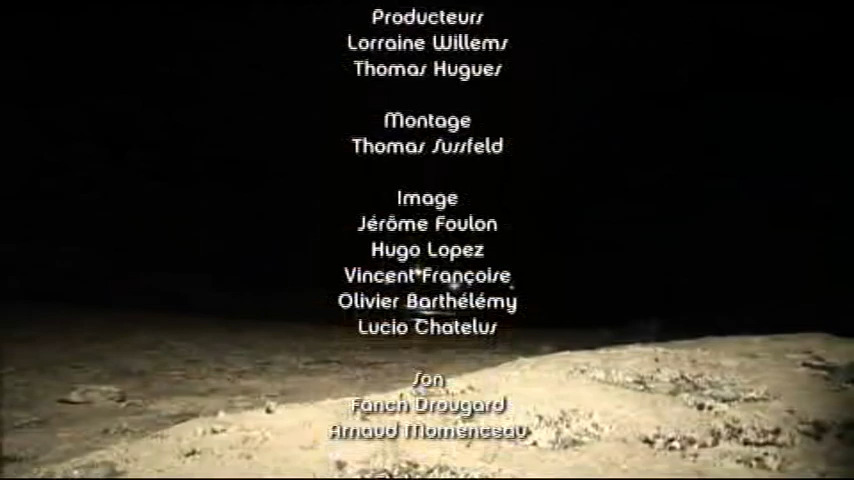 Producteurs
Lorraine Willems
Thomas Hugues
Montage
Thomas Sussfeld
Image
Jérôme Foulon
Hugo Lopez
Vincent Françoise
Olivier Barthélémy
Lucio Chatelus
Son
Fanch Drougard
Arnaud Momenceau